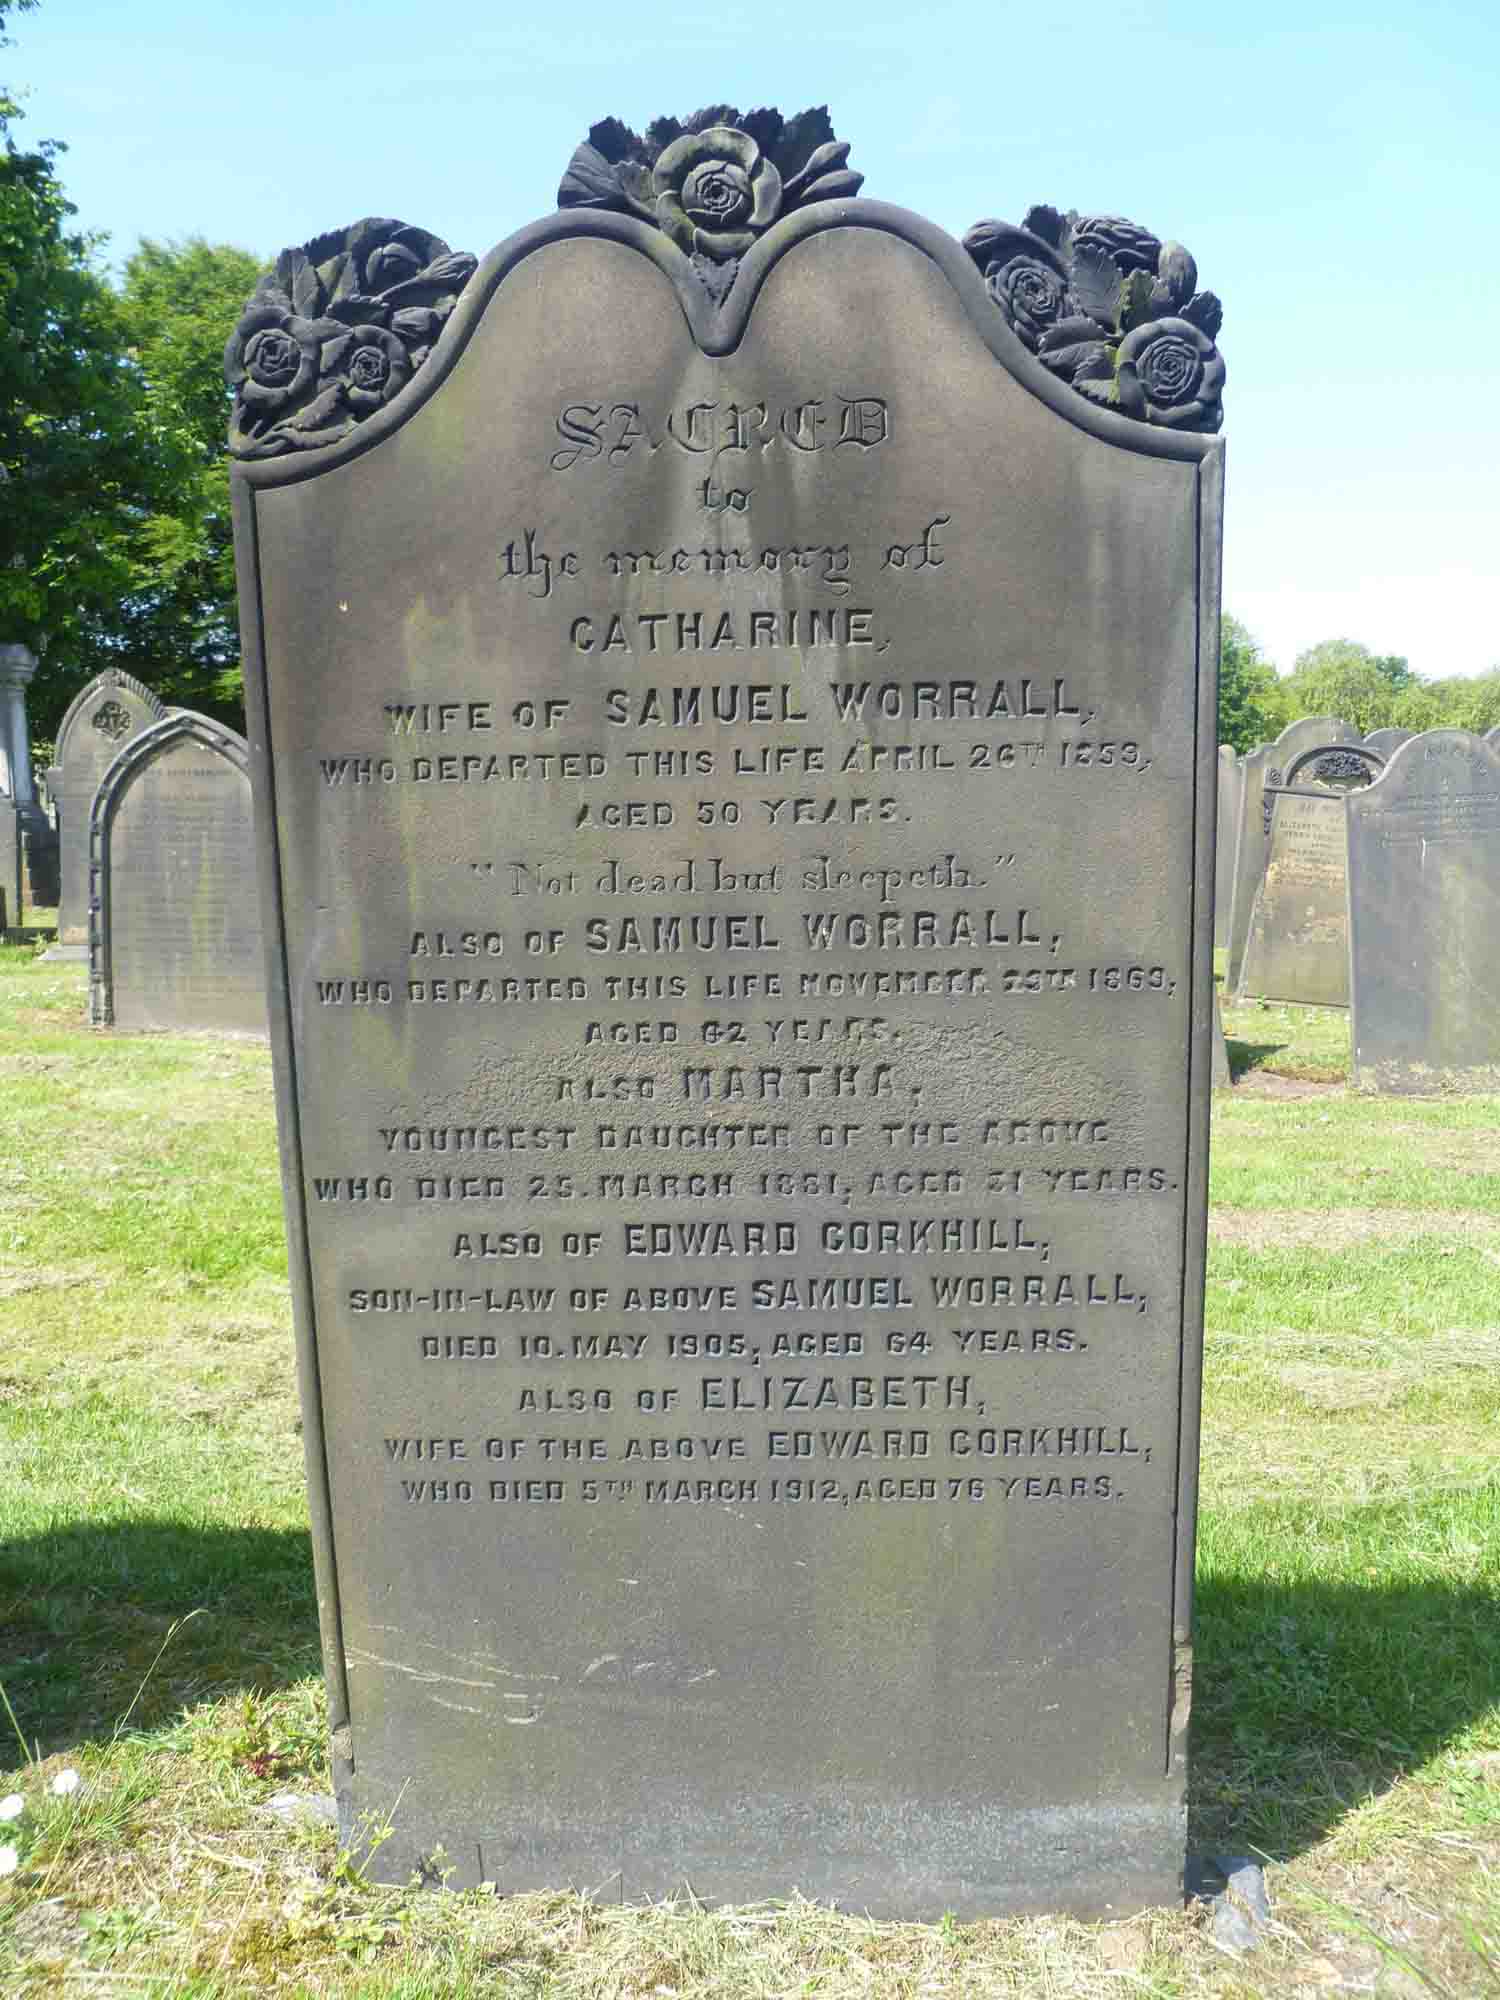 SACRED
to
the memory of
CATHARINE,
WIFE OF SAMUEL WORRALL,
WHO DEPARTED THIS LIFE APRIL 26TH 1859,
AGED 50 YEARS.
"Not dead but sleepeth."
ALSO OF SAMUEL WORRALL,
WHO DEPARTED THIS LIFE NOVEMBER 1869,
AGED 62 YEARS.
ALSO MARTHA,
YOUNGEST DAUGHTER OF THE ABOVE
WHO DIED MARCH 1881, AGED 31 YEARS.
ALSO OF EDWARD CORKHILL,
SON-IN-LAW OF ABOVE SAMUEL WORRALL,
DIED 10. MAY 1905, AGED 64 YEARS.
ALSO OF ELIZABETH,
WIFE OF THE ABOVE EDWARD CORKHILL,
WHO DIED 5TH MARCH 1912, AGED 76 YEARS.